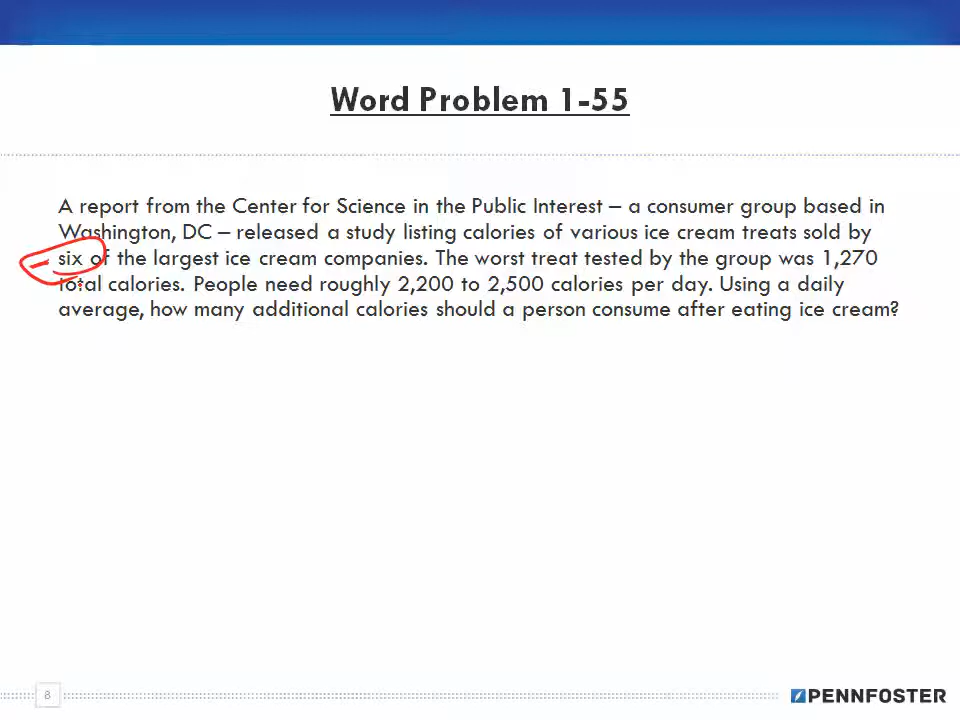 Word Problem 1-55
A report from the Center for Science in the Public Interest – a consumer group based in
Washington, DC – released a study listing calories of various ice cream treats sold by
six of the largest ice cream companies. The worst treat tested by the group was 1,270
total calories. People need roughly 2,200 to 2,500 calories per day. Using a daily
average, how many additional calories should a person consume after eating ice cream?
8
PENNFOSTER